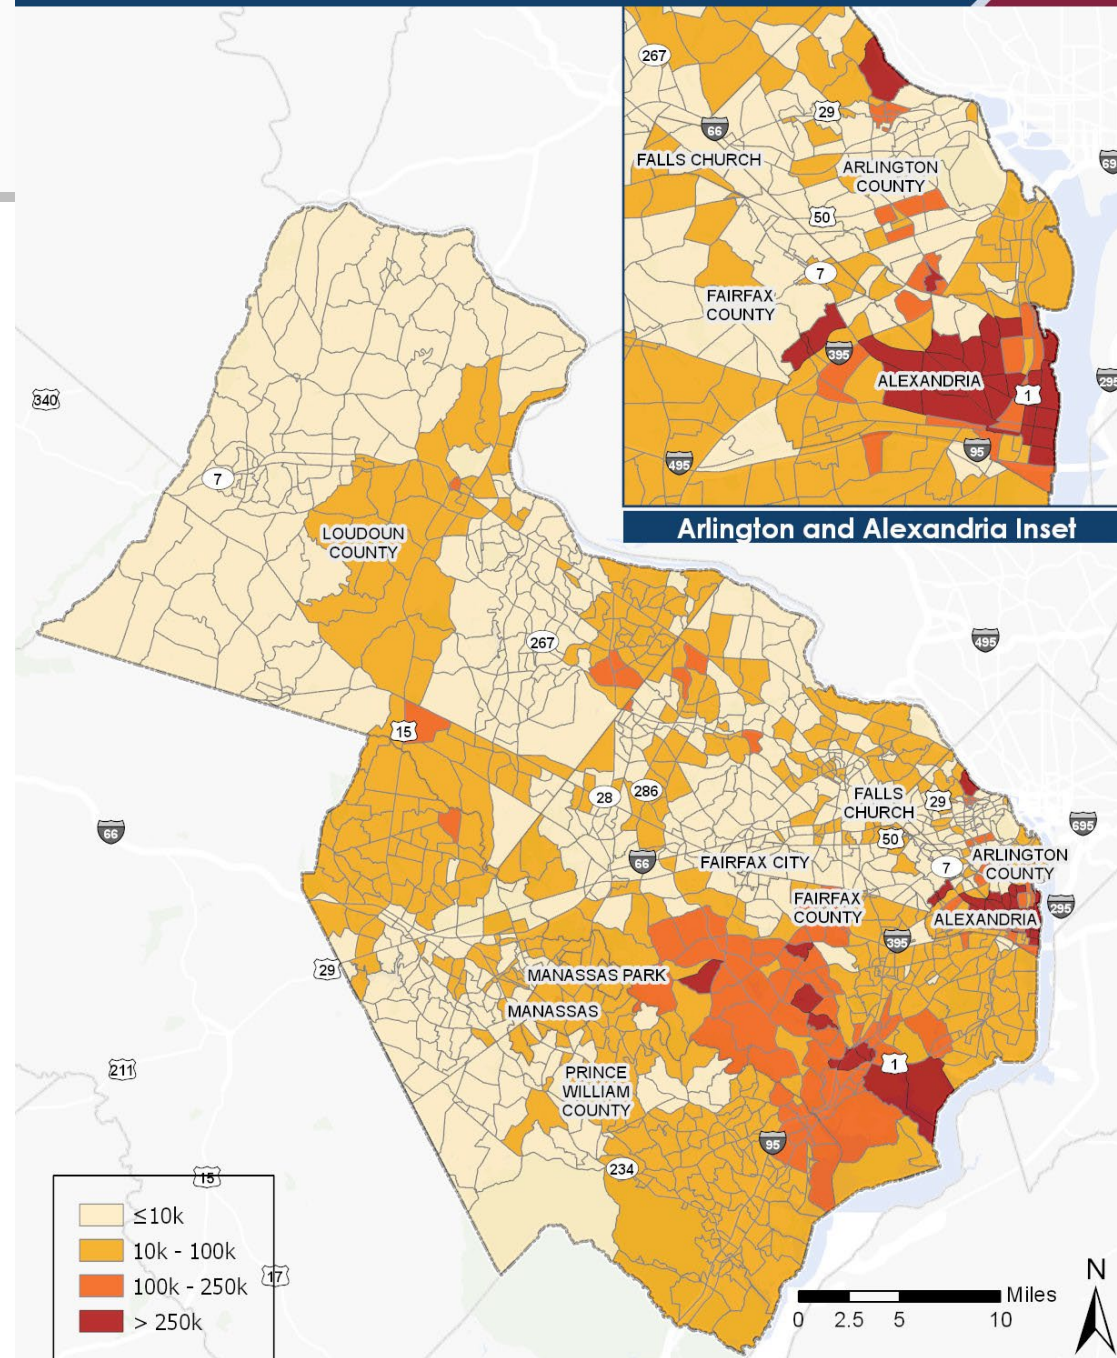 267
29
66
FALLS CHURCH
ARLINGTON
COUNTY
50
7
FAIRFAX
COUNTY
395
ALEXANDRIA
1
495
95
295
Arlington and Alexandria Inset
340
7
LOUDOUN
COUNTY
267
495
15
28
286
FALLS
CHURCH
29
50
66
66
695
FAIRFAX CITY
7
ARLINGTON
COUNTY
FAIRFAX
COUNTY
ALEXANDRIA
295
395
29
MANASSAS PARK
MANASSAS
211
PRINCE
WILLIAM
COUNTY
1
95
234
15
17
≤10k
10k - 100k
100k - 250k
> 250k
N
Miles
0 2.5 5 10